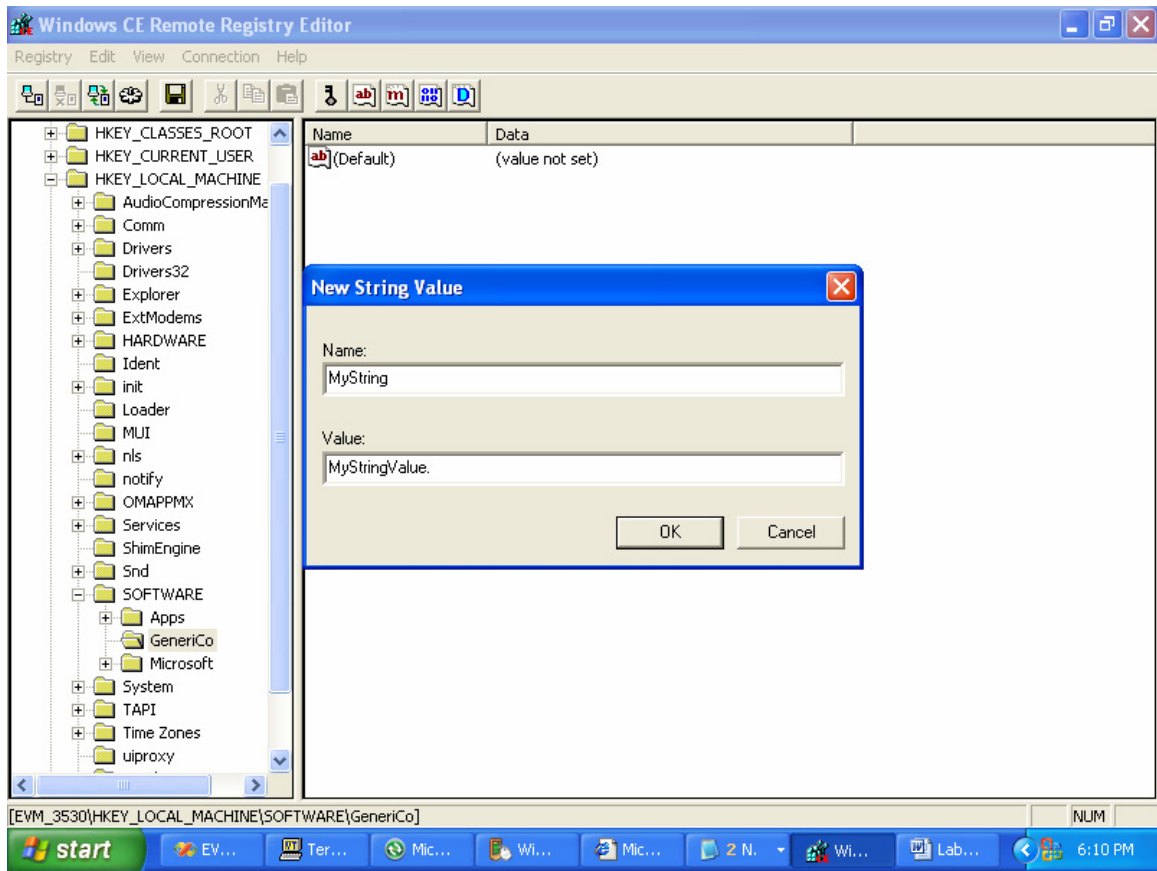 Windows CE Remote Registry Editor
Registry Edit View Connection Help
HKEY_CLASSES_ROOT
HKEY_CURRENT_USER
HKEY_LOCAL_MACHINE
AudioCompressionMa
Comm
Drivers
Drivers32
Explorer
ExtModems
HARDWARE
Ident
init
Loader
MUI
nls
notify
OMAPPMX
Services
ShimEngine
Snd
SOFTWARE
Apps
GeneriCo
Microsoft
System
TAPI
Time Zones
uiproxy
Name Data
ab (Default) (value not set)
New String Value
Name:
MyString
Value:
MyStringValue.
OK Cancel
[EVM_3530\HKEY_LOCAL_MACHINE\SOFTWARE\GeneriCo] NUM
start EV... Ter... Mic... Wi... Mic... 2 N. Wi... Lab... 6:10 PM